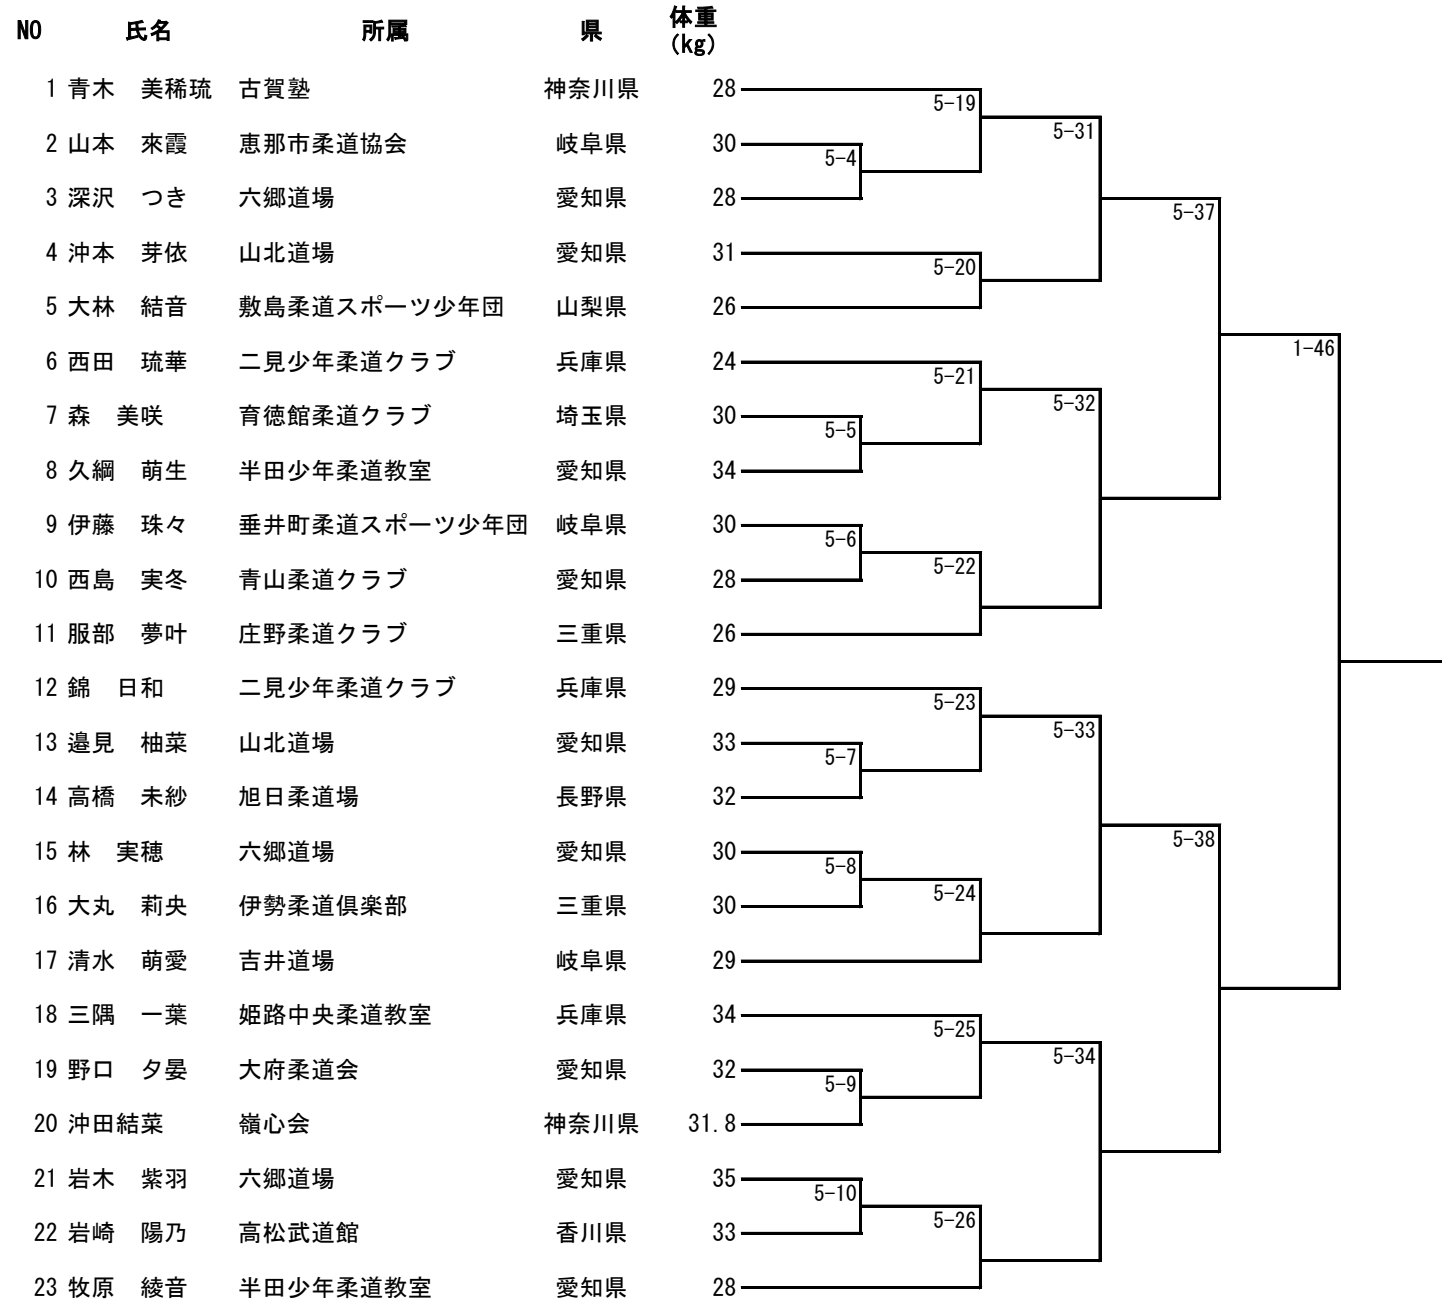 NO 氏名 所属 県 体重(kg)
1 青木 美稀琉 古賀塾 神奈川県 28
5-19
5-31
2 山本 來霞 恵那市柔道協会 岐阜県 30
5-4
3 深沢 つき 六郷道場 愛知県 28
5-37
4 沖本 芽依 山北道場 愛知県 31
5-20
5 大林 結音 敷島柔道スポーツ少年団 山梨県 26
1-46
6 西田 琉華 二見少年柔道クラブ 兵庫県 24
5-21
5-32
7 森 美咲 育徳館柔道クラブ 埼玉県 30
5-5
8 久綱 萌生 半田少年柔道教室 愛知県 34
9 伊藤 珠々 垂井町柔道スポーツ少年団 岐阜県 30
5-6
5-22
10 西島 実冬 青山柔道クラブ 愛知県 28
11 服部 夢叶 庄野柔道クラブ 三重県 26
12 錦 日和 二見少年柔道クラブ 兵庫県 29
5-23
5-33
13 邉見 柚菜 山北道場 愛知県 33
5-7
14 高橋 未紗 旭日柔道場 長野県 32
5-38
15 林 実穂 六郷道場 愛知県 30
5-8
5-24
16 大丸 莉央 伊勢柔道倶楽部 三重県 30
17 清水 萌愛 吉井道場 岐阜県 29
18 三隅 一葉 姫路中央柔道教室 兵庫県 34
5-25
5-34
19 野口 夕晏 大府柔道会 愛知県 32
5-9
20 沖田結菜 嶺心会 神奈川県 31.8
21 岩木 紫羽 六郷道場 愛知県 35
5-10
5-26
22 岩崎 陽乃 高松武道館 香川県 33
23 牧原 綾音 半田少年柔道教室 愛知県 28